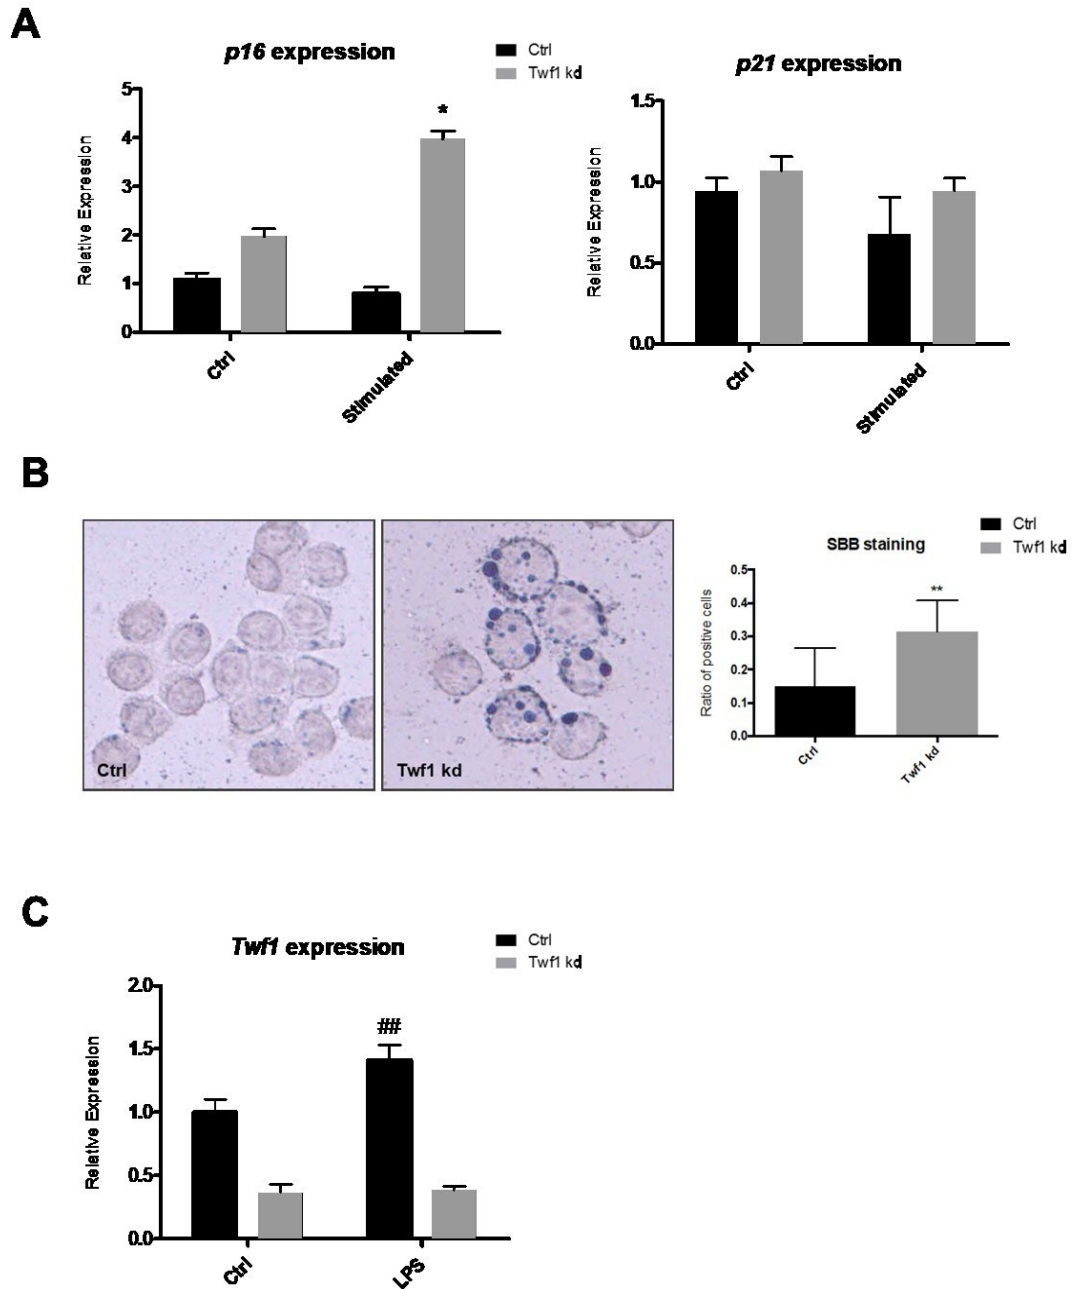 A
p16 expression
Ctrl
Twf1 kd
5
4
3
2
1
0
Relative Expression
*
Ctrl
Stimulated
p21 expression
1.5
1.0
0.5
0.0
Relative Expression
Ctrl
Stimulated
B
Ctrl
Twf1 kd
SBB staining
Ctrl
Twf1 kd
0.5
0.4
0.3
0.2
0.1
0.0
Ratio of positive cells
**
Ctrl
Twf1 kd
C
Twf1 expression
Ctrl
Twf1 kd
2.0
1.5
1.0
0.5
0.0
Relative Expression
##
Ctrl
LPS